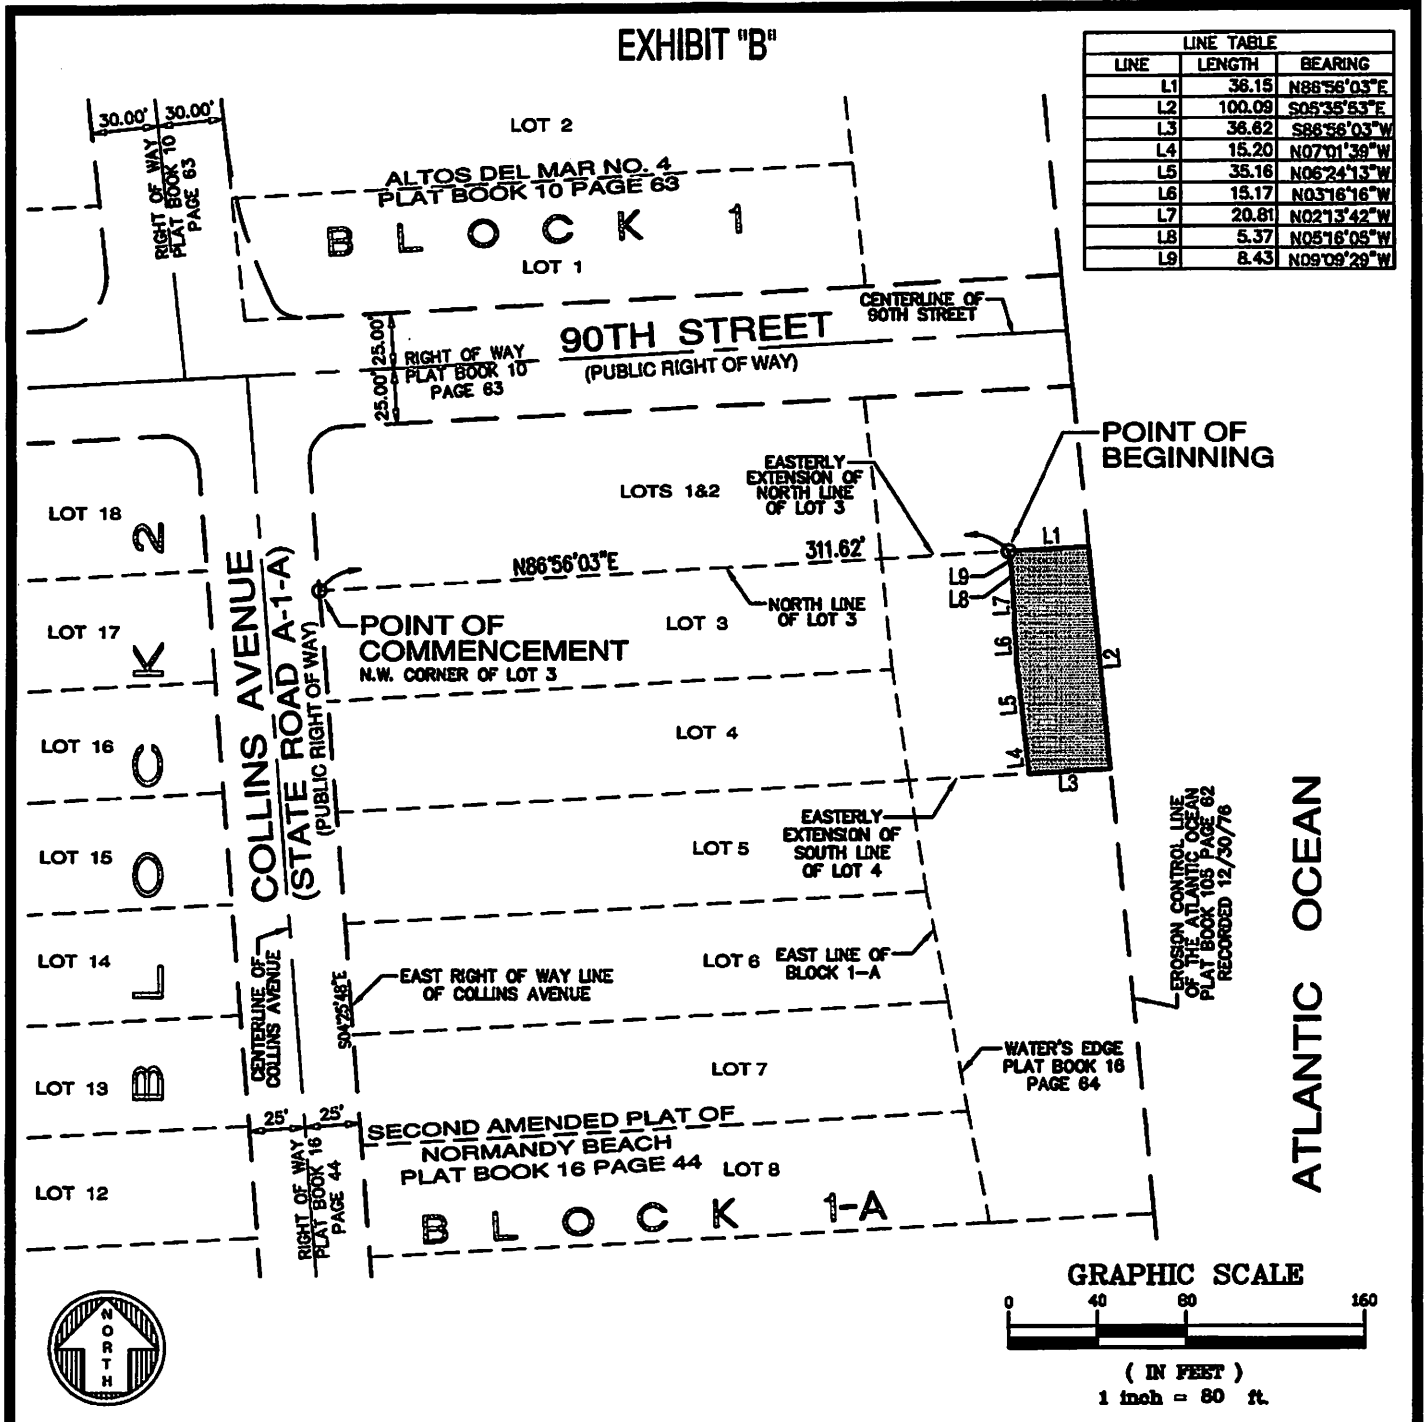 EXHIBIT "B"
LINE TABLE
LINE LENGTH BEARING
L1 36.15 N86°56'03"E
L2 100.09 S05°35'53"E
L3 36.62 S86°56'03"W
L4 15.20 N07°01'39"W
L5 35.16 N06°24'13"W
L6 15.17 N03°16'16"W
L7 20.81 N02°13'42"W
L8 5.37 N05°16'05"W
L9 8.43 N09°09'29"W
30.00' 30.00'
RIGHT OF WAY
PLAT BOOK 10
PAGE 63
LOT 2
ALTOS DEL MAR NO. 4
PLAT BOOK 10 PAGE 63
BLOCK 1
LOT 1
CENTERLINE OF
90TH STREET
90TH STREET
(PUBLIC RIGHT OF WAY)
25.00'
25.00'
RIGHT OF WAY
PLAT BOOK 10
PAGE 63
POINT OF
BEGINNING
EASTERLY
EXTENSION OF
NORTH LINE
OF LOT 3
LOTS 1&2
LOT 18
LOT 17
LOT 16
LOT 15
LOT 14
LOT 13
LOT 12
BLOCK 2
COLLINS AVENUE
(STATE ROAD A-1-A)
(PUBLIC RIGHT OF WAY)
N86°56'03"E
311.62'
L1
L9
L8
L7
L6
L5
L4
L2
L3
NORTH LINE
OF LOT 3
POINT OF
COMMENCEMENT
N.W. CORNER OF LOT 3
LOT 3
LOT 4
EASTERLY
EXTENSION OF
SOUTH LINE
OF LOT 4
LOT 5
LOT 6
EAST LINE OF
BLOCK 1-A
EAST RIGHT OF WAY LINE
OF COLLINS AVENUE
S04°25'48"E
CENTERLINE OF
COLLINS AVENUE
EROSION CONTROL LINE
OF THE ATLANTIC OCEAN
PLAT BOOK 105 PAGE 62
RECORDED 12/30/76
ATLANTIC OCEAN
WATER'S EDGE
PLAT BOOK 16
PAGE 64
LOT 7
25' 25'
RIGHT OF WAY
PLAT BOOK 16
PAGE 44
SECOND AMENDED PLAT OF
NORMANDY BEACH
PLAT BOOK 16 PAGE 44
LOT 8
BLOCK 1-A
NORTH
GRAPHIC SCALE
0 40 80 160
( IN FEET )
1 inch = 80 ft.